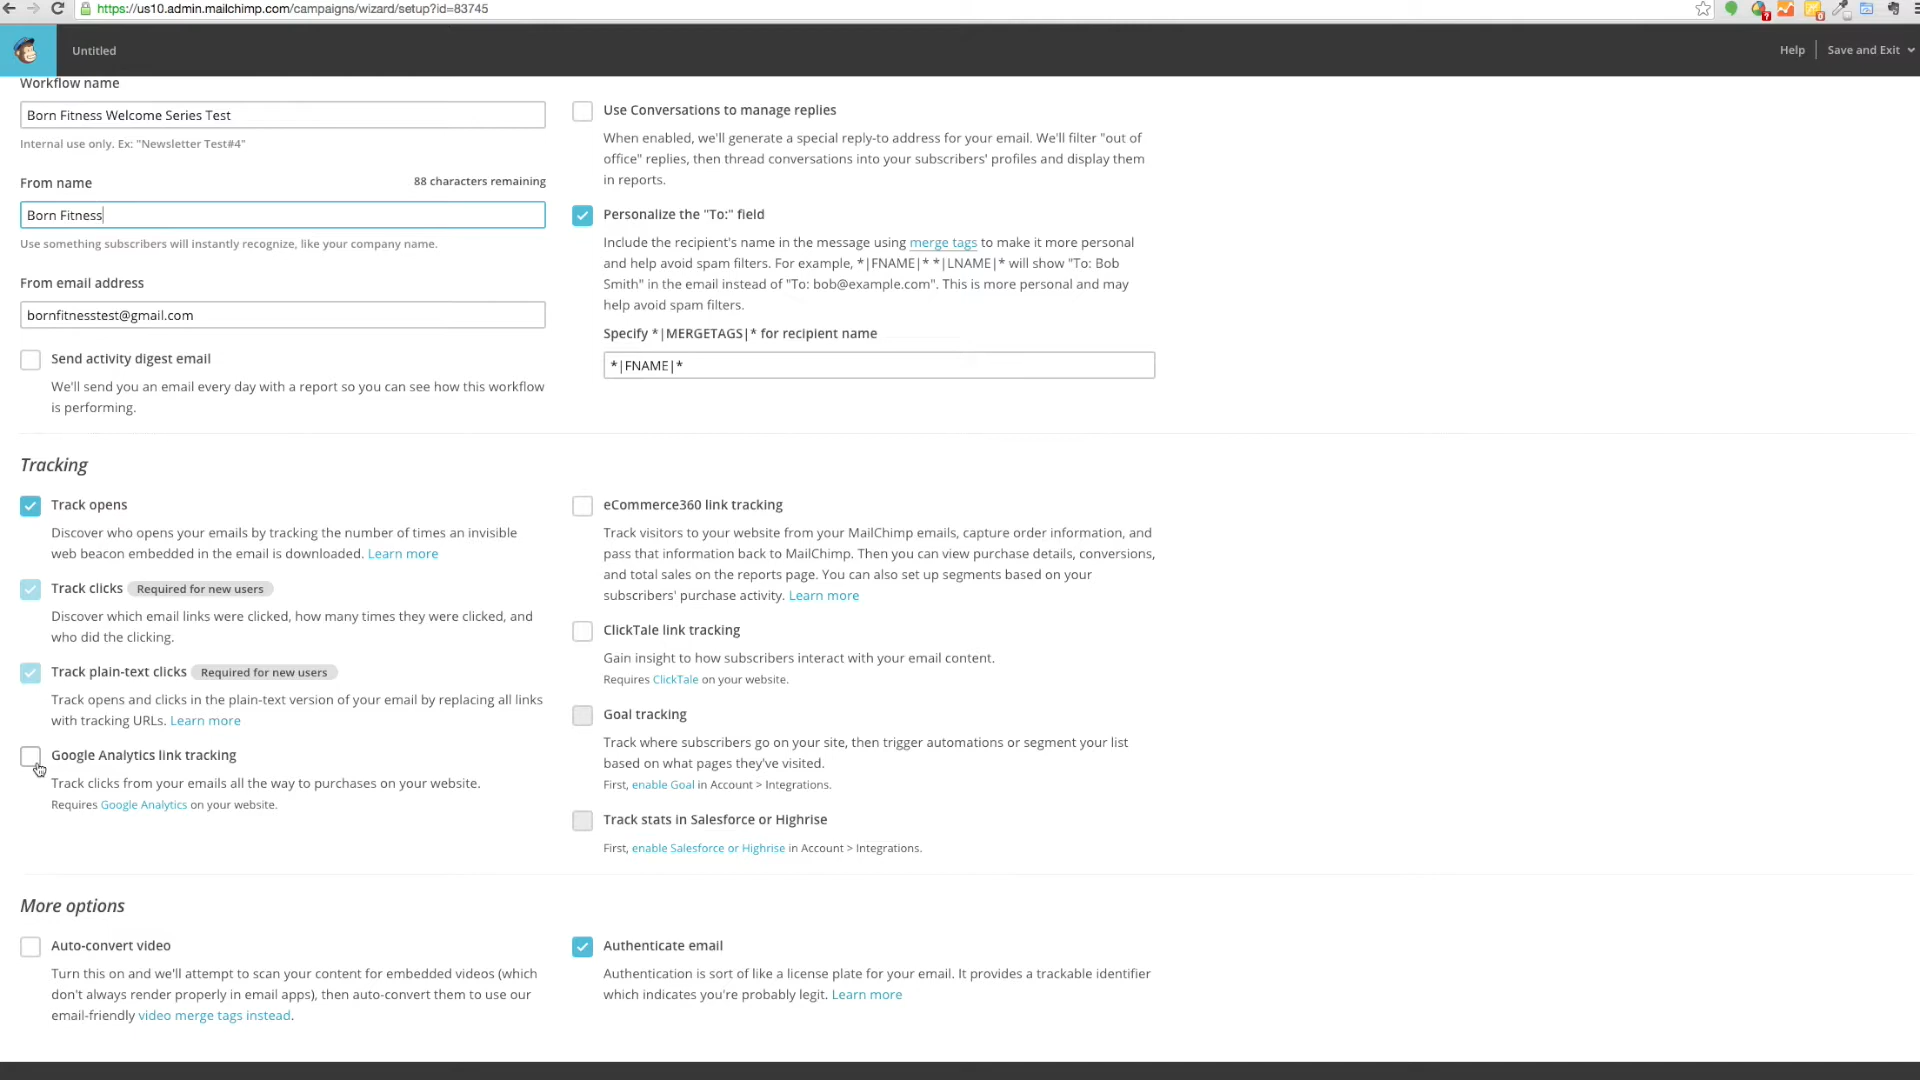 https://us10.admin.mailchimp.com/campaigns/wizard/setup?id=83745
Untitled
Help
Save and Exit
Workflow name
Born Fitness Welcome Series Test
Internal use only. Ex: "Newsletter Test#4"
From name
88 characters remaining
Born Fitness
Use something subscribers will instantly recognize, like your company name.
From email address
bornfitnesstest@gmail.com
Send activity digest email
We'll send you an email every day with a report so you can see how this workflow
is performing.
Use Conversations to manage replies
When enabled, we'll generate a special reply-to address for your email. We'll filter "out of
office" replies, then thread conversations into your subscribers' profiles and display them
in reports.
Personalize the "To:" field
Include the recipient's name in the message using merge tags to make it more personal
and help avoid spam filters. For example, *|FNAME|* *|LNAME|* will show "To: Bob
Smith" in the email instead of "To: bob@example.com". This is more personal and may
help avoid spam filters.
Specify *|MERGETAGS|* for recipient name
*|FNAME|*
Tracking
Track opens
Discover who opens your emails by tracking the number of times an invisible
web beacon embedded in the email is downloaded. Learn more
Track clicks Required for new users
Discover which email links were clicked, how many times they were clicked, and
who did the clicking.
Track plain-text clicks Required for new users
Track opens and clicks in the plain-text version of your email by replacing all links
with tracking URLs. Learn more
Google Analytics link tracking
Track clicks from your emails all the way to purchases on your website.
Requires Google Analytics on your website.
eCommerce360 link tracking
Track visitors to your website from your MailChimp emails, capture order information, and
pass that information back to MailChimp. Then you can view purchase details, conversions,
and total sales on the reports page. You can also set up segments based on your
subscribers' purchase activity. Learn more
ClickTale link tracking
Gain insight to how subscribers interact with your email content.
Requires ClickTale on your website.
Goal tracking
Track where subscribers go on your site, then trigger automations or segment your list
based on what pages they've visited.
First, enable Goal in Account > Integrations.
Track stats in Salesforce or Highrise
First, enable Salesforce or Highrise in Account > Integrations.
More options
Auto-convert video
Turn this on and we'll attempt to scan your content for embedded videos (which
don't always render properly in email apps), then auto-convert them to use our
email-friendly video merge tags instead.
Authenticate email
Authentication is sort of like a license plate for your email. It provides a trackable identifier
which indicates you're probably legit. Learn more